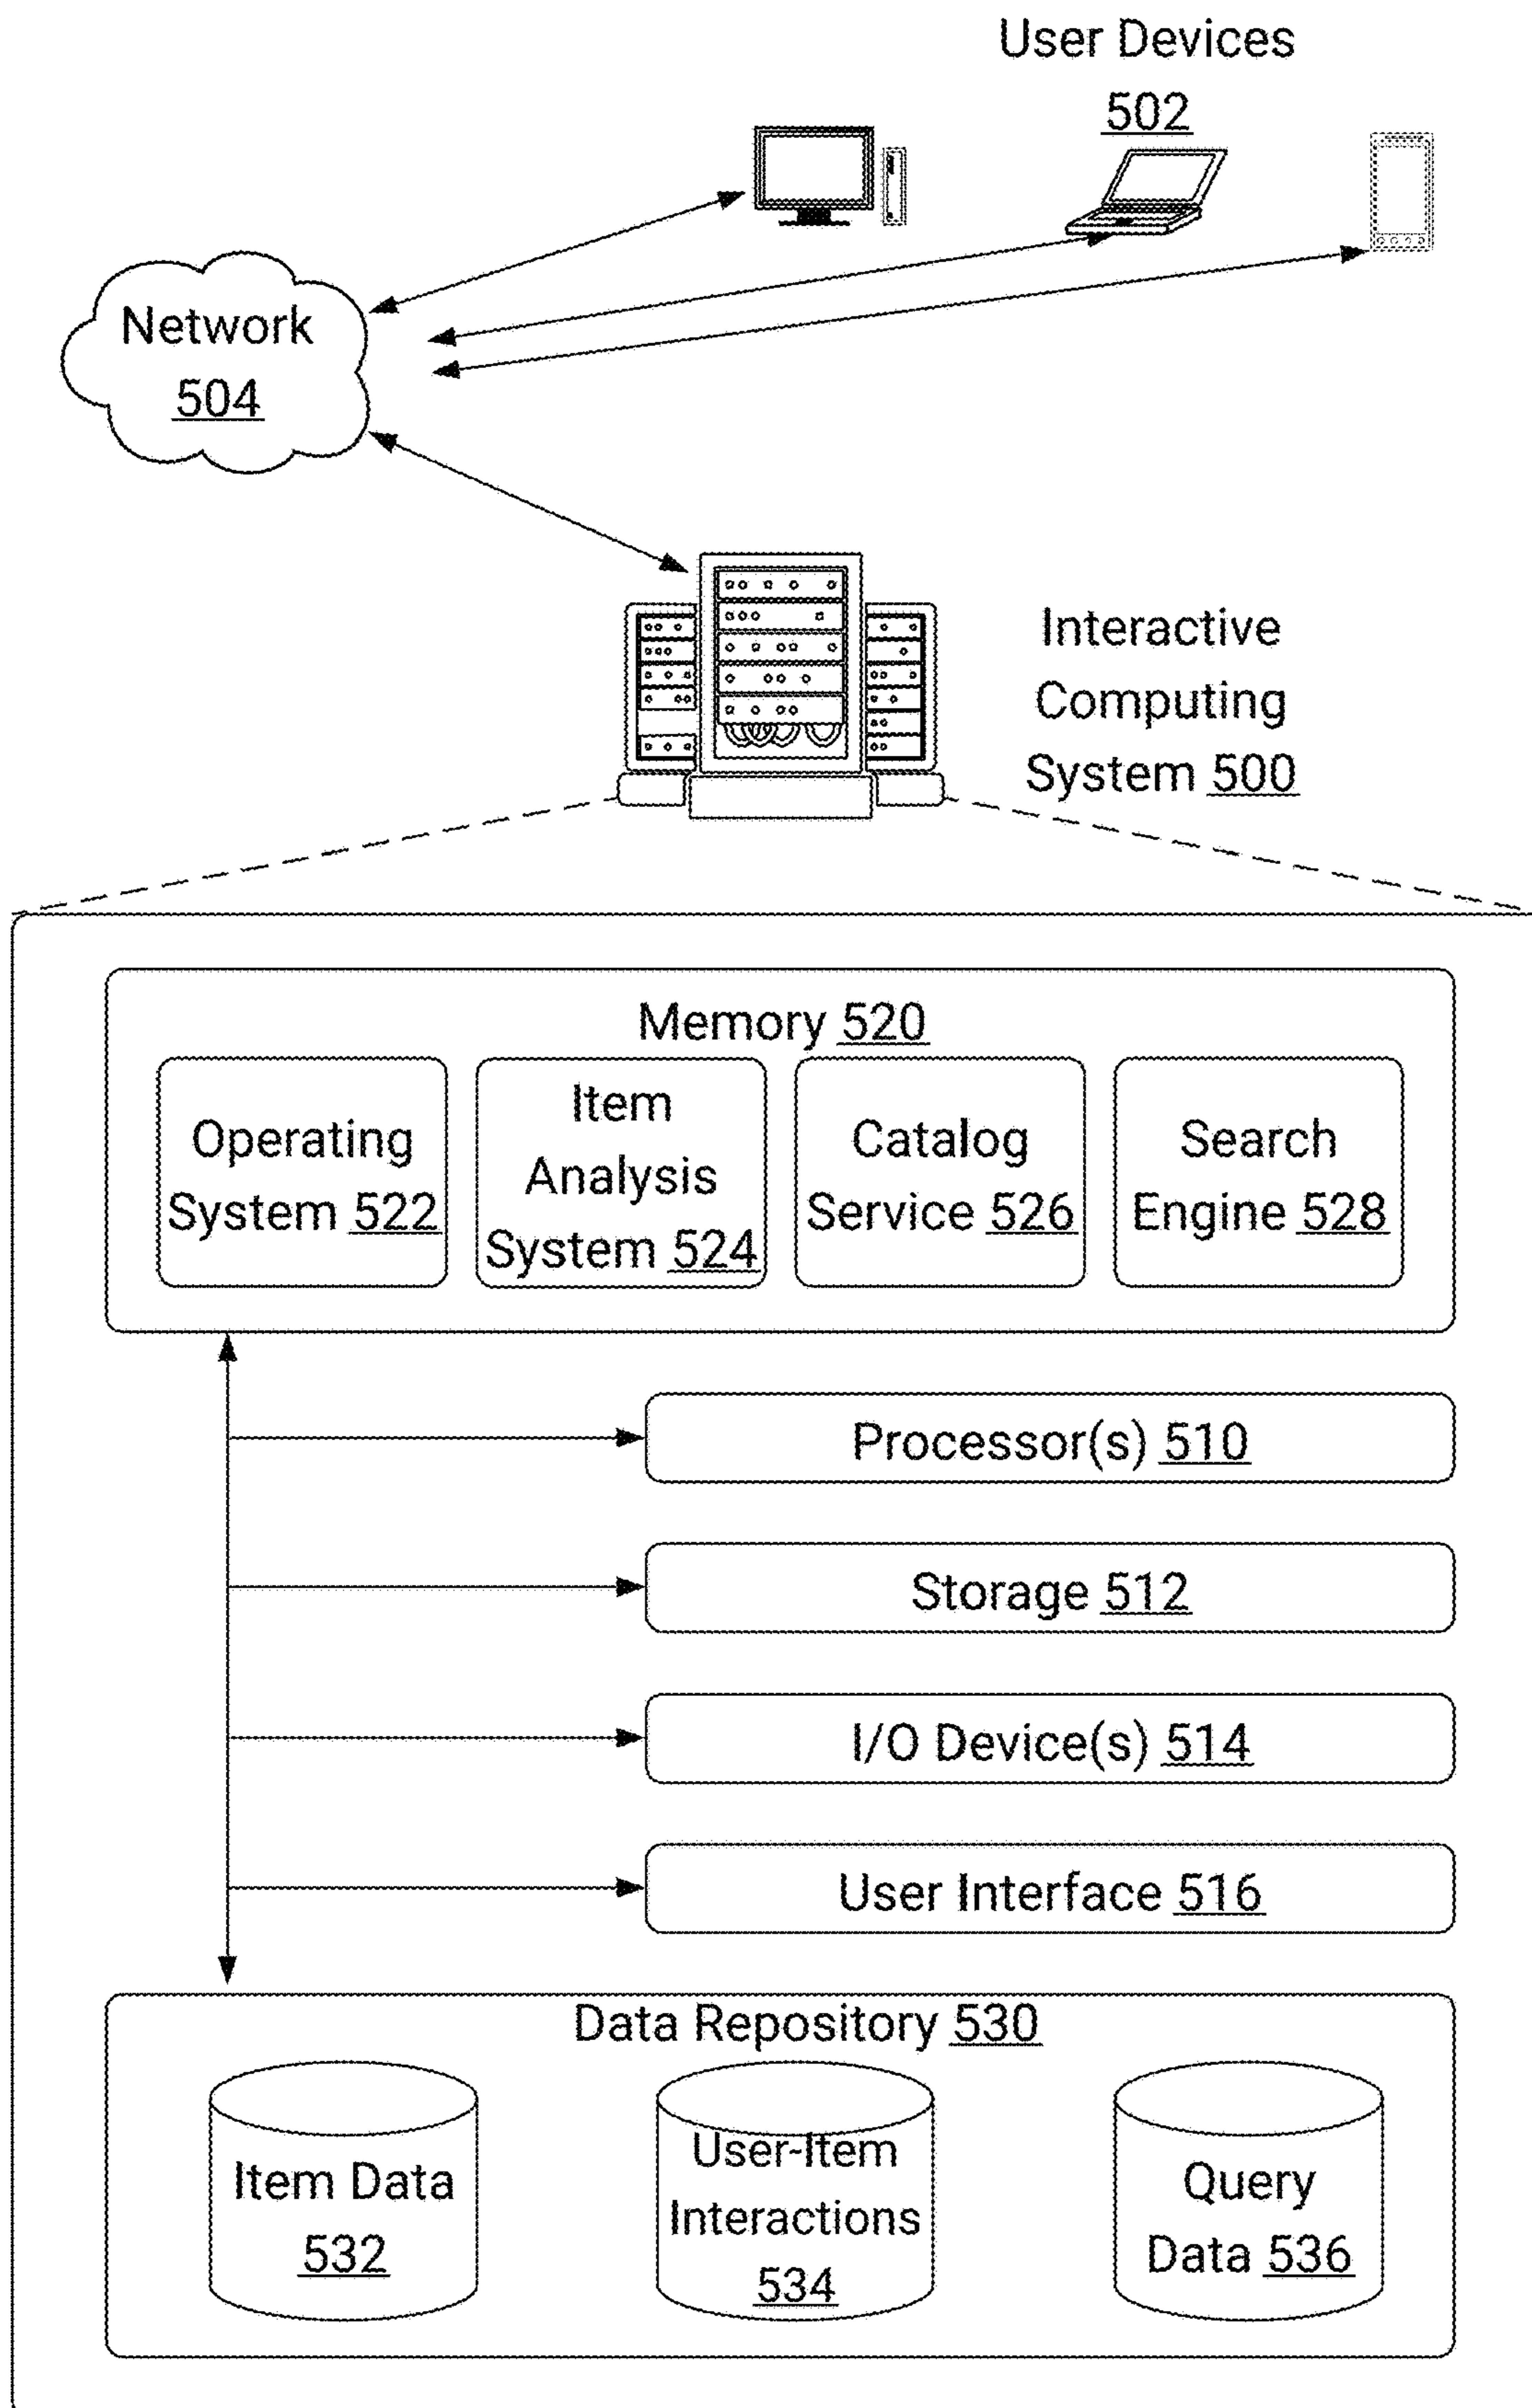 User Devices
502
Network
504
Interactive
Computing
System 500
Memory 520
Operating
System 522
Item
Analysis
System 524
Catalog
Service 526
Search
Engine 528
Processor(s) 510
Storage 512
I/O Device(s) 514
User Interface 516
Data Repository 530
Item Data
532
User-Item
Interactions
534
Query
Data 536